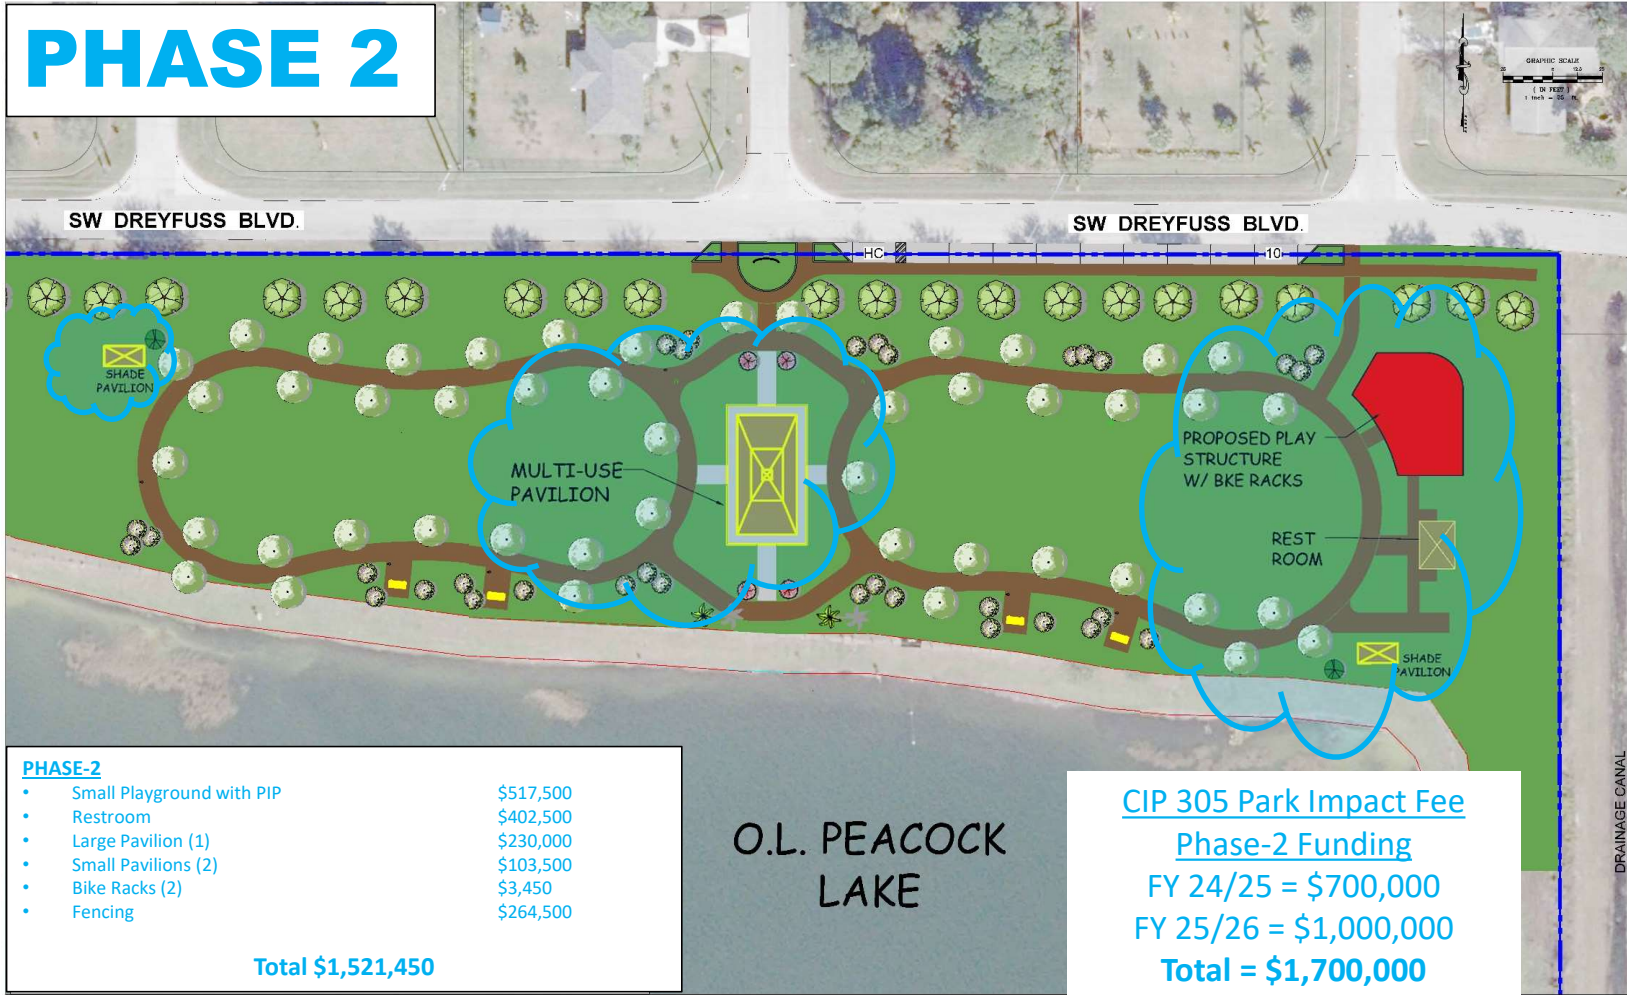 PHASE 2
GRAPHIC SCALE
( IN FEET )
SW DREYFUSS BLVD.
SW DREYFUSS BLVD.
HC
10
SHADE
PAVILION
MULTI-USE
PAVILION
PROPOSED PLAY
STRUCTURE
W/ BKE RACKS
REST
ROOM
SHADE
PAVILION
PHASE-2
• Small Playground with PIP $517,500
• Restroom $402,500
• Large Pavilion (1) $230,000
• Small Pavilions (2) $103,500
• Bike Racks (2) $3,450
• Fencing $264,500
Total $1,521,450
O.L. PEACOCK
LAKE
CIP 305 Park Impact Fee
Phase-2 Funding
FY 24/25 = $700,000
FY 25/26 = $1,000,000
Total = $1,700,000
DRAINAGE CANAL